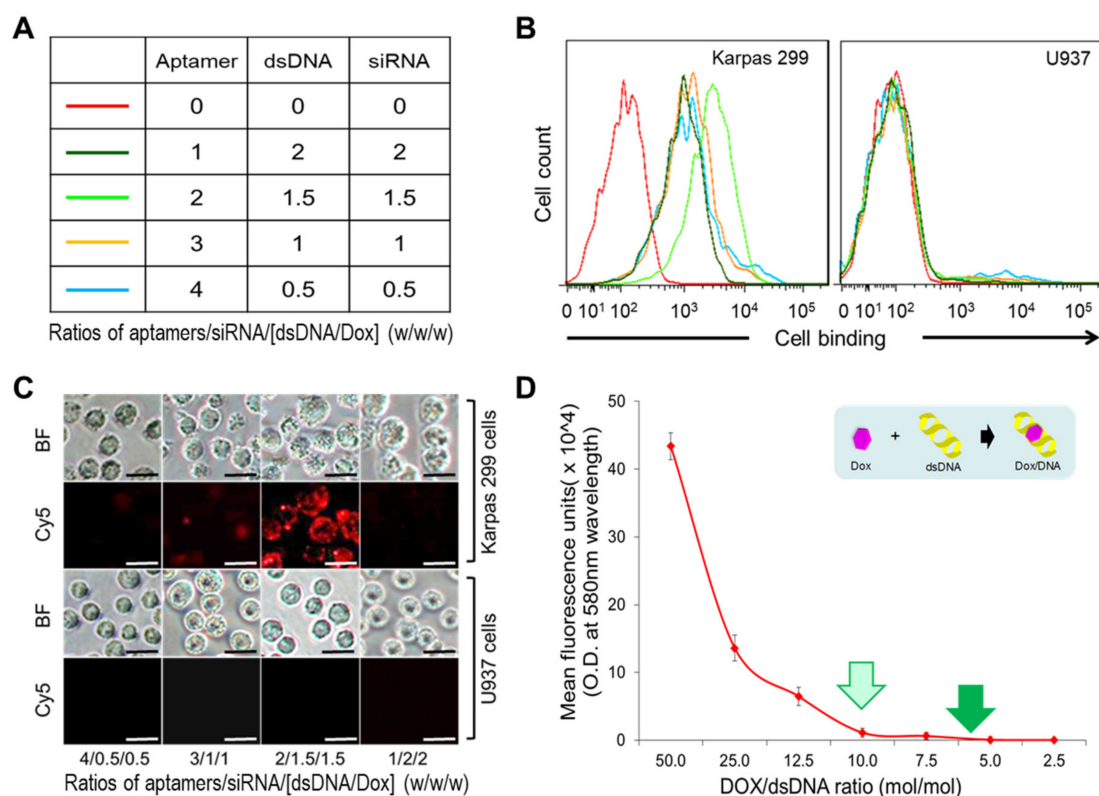 A
Aptamer dsDNA siRNA
0 0 0
1 2 2
2 1.5 1.5
3 1 1
4 0.5 0.5
Ratios of aptamers/siRNA/[dsDNA/Dox] (w/w/w)
B
Karpas 299
U937
Cell count
0 10¹ 10² 10³ 10⁴ 10⁵
0 10¹ 10² 10³ 10⁴ 10⁵
Cell binding
C
BF
Cy5
Karpas 299 cells
BF
Cy5
U937 cells
4/0.5/0.5 3/1/1 2/1.5/1.5 1/2/2
Ratios of aptamers/siRNA/[dsDNA/Dox] (w/w/w)
D
Mean fluorescence units( x 10^4)
(O.D. at 580nm wavelength)
50
40
30
20
10
0
Dox + dsDNA Dox/DNA
50.0 25.0 12.5 10.0 7.5 5.0 2.5
DOX/dsDNA ratio (mol/mol)